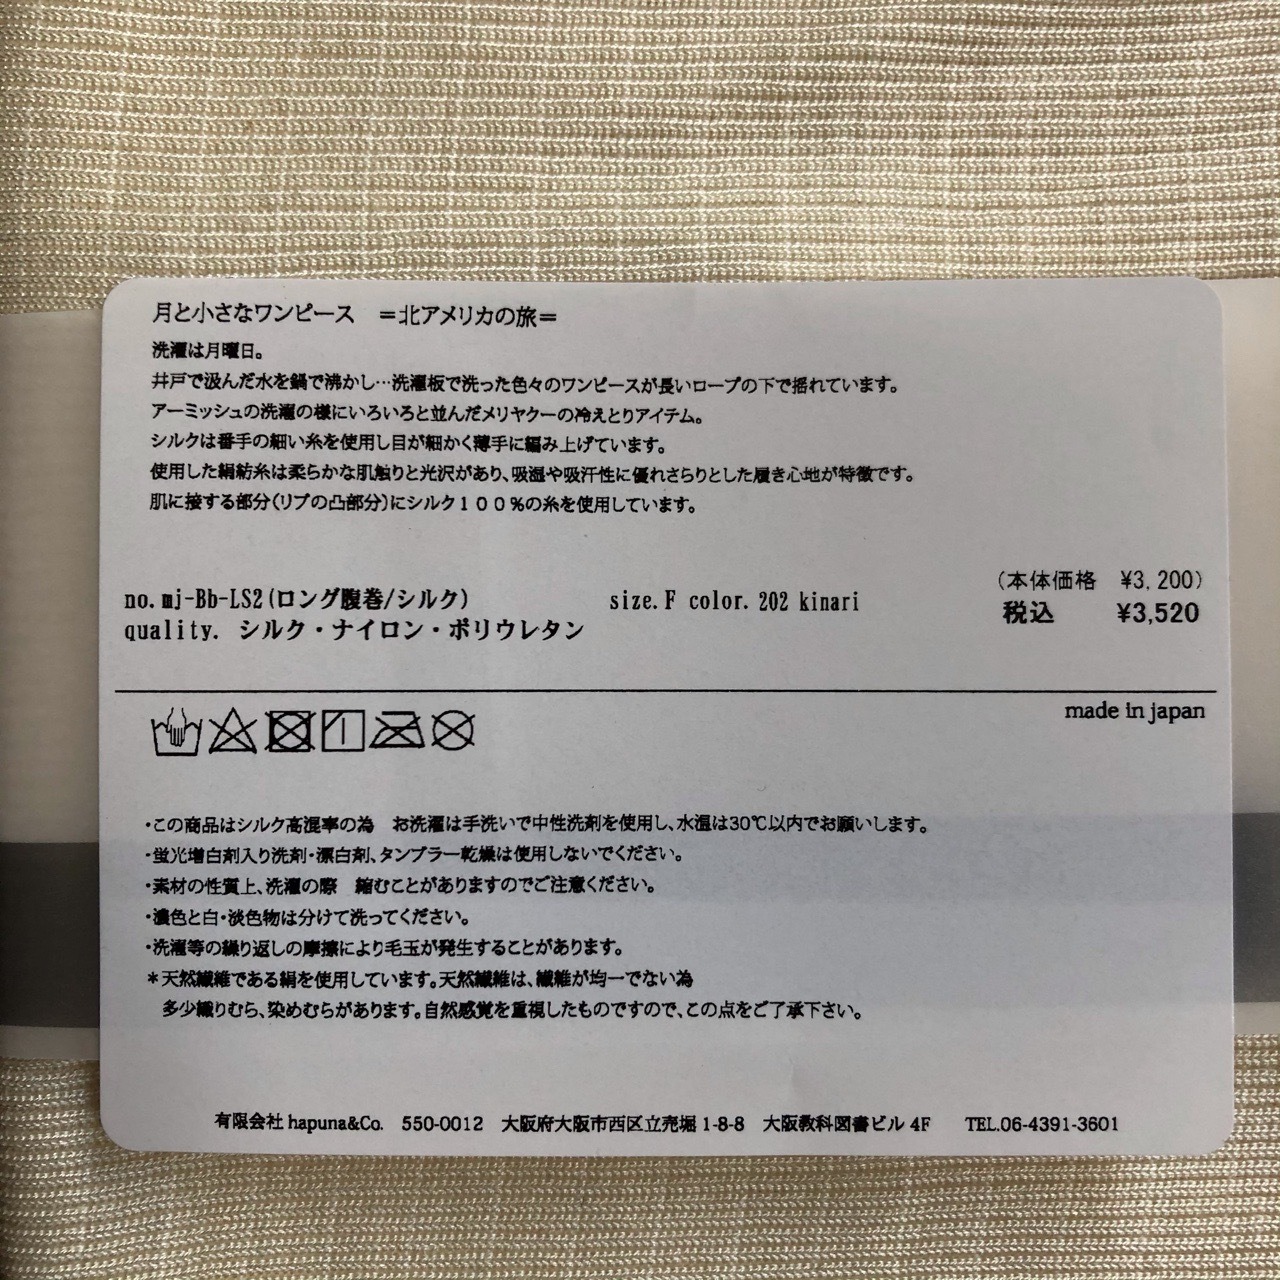 月と小さなワンピース　＝北アメリカの旅＝
洗濯は月曜日。
井戸で汲んだ水を鍋で沸かし…洗濯板で洗った色々のワンピースが長いロープの下で揺れています。
アーミッシュの洗濯の様にいろいろと並んだメリヤクーの冷えとりアイテム。
シルクは番手の細い糸を使用し目が細かく薄手に編み上げています。
使用した絹紡糸は柔らかな肌触りと光沢があり、吸湿や吸汗性に優れさらりとした履き心地が特徴です。
肌に接する部分（リブの凸部分）にシルク１００％の糸を使用しています。
（本体価格　¥3,200）
no.mj-Bb-LS2(ロング腹巻/シルク)　size.F color.202 kinari　税込　¥3,520
quality. シルク・ナイロン・ポリウレタン
made in japan
・この商品はシルク高混率の為　お洗濯は手洗いで中性洗剤を使用し、水温は30℃以内でお願いします。
・蛍光増白剤入り洗剤・漂白剤、タンブラー乾燥は使用しないでください。
・素材の性質上、洗濯の際　縮むことがありますのでご注意ください。
・濃色と白・淡色物は分けて洗ってください。
・洗濯等の繰り返しの摩擦により毛玉が発生することがあります。
＊天然繊維である絹を使用しています。天然繊維は、繊維が均一でない為
多少織りむら、染めむらがあります。自然感覚を重視したものですので、この点をご了承下さい。
有限会社 hapuna&Co.　550-0012　大阪府大阪市西区立売堀 1-8-8　大阪教科図書ビル 4F　TEL.06-4391-3601